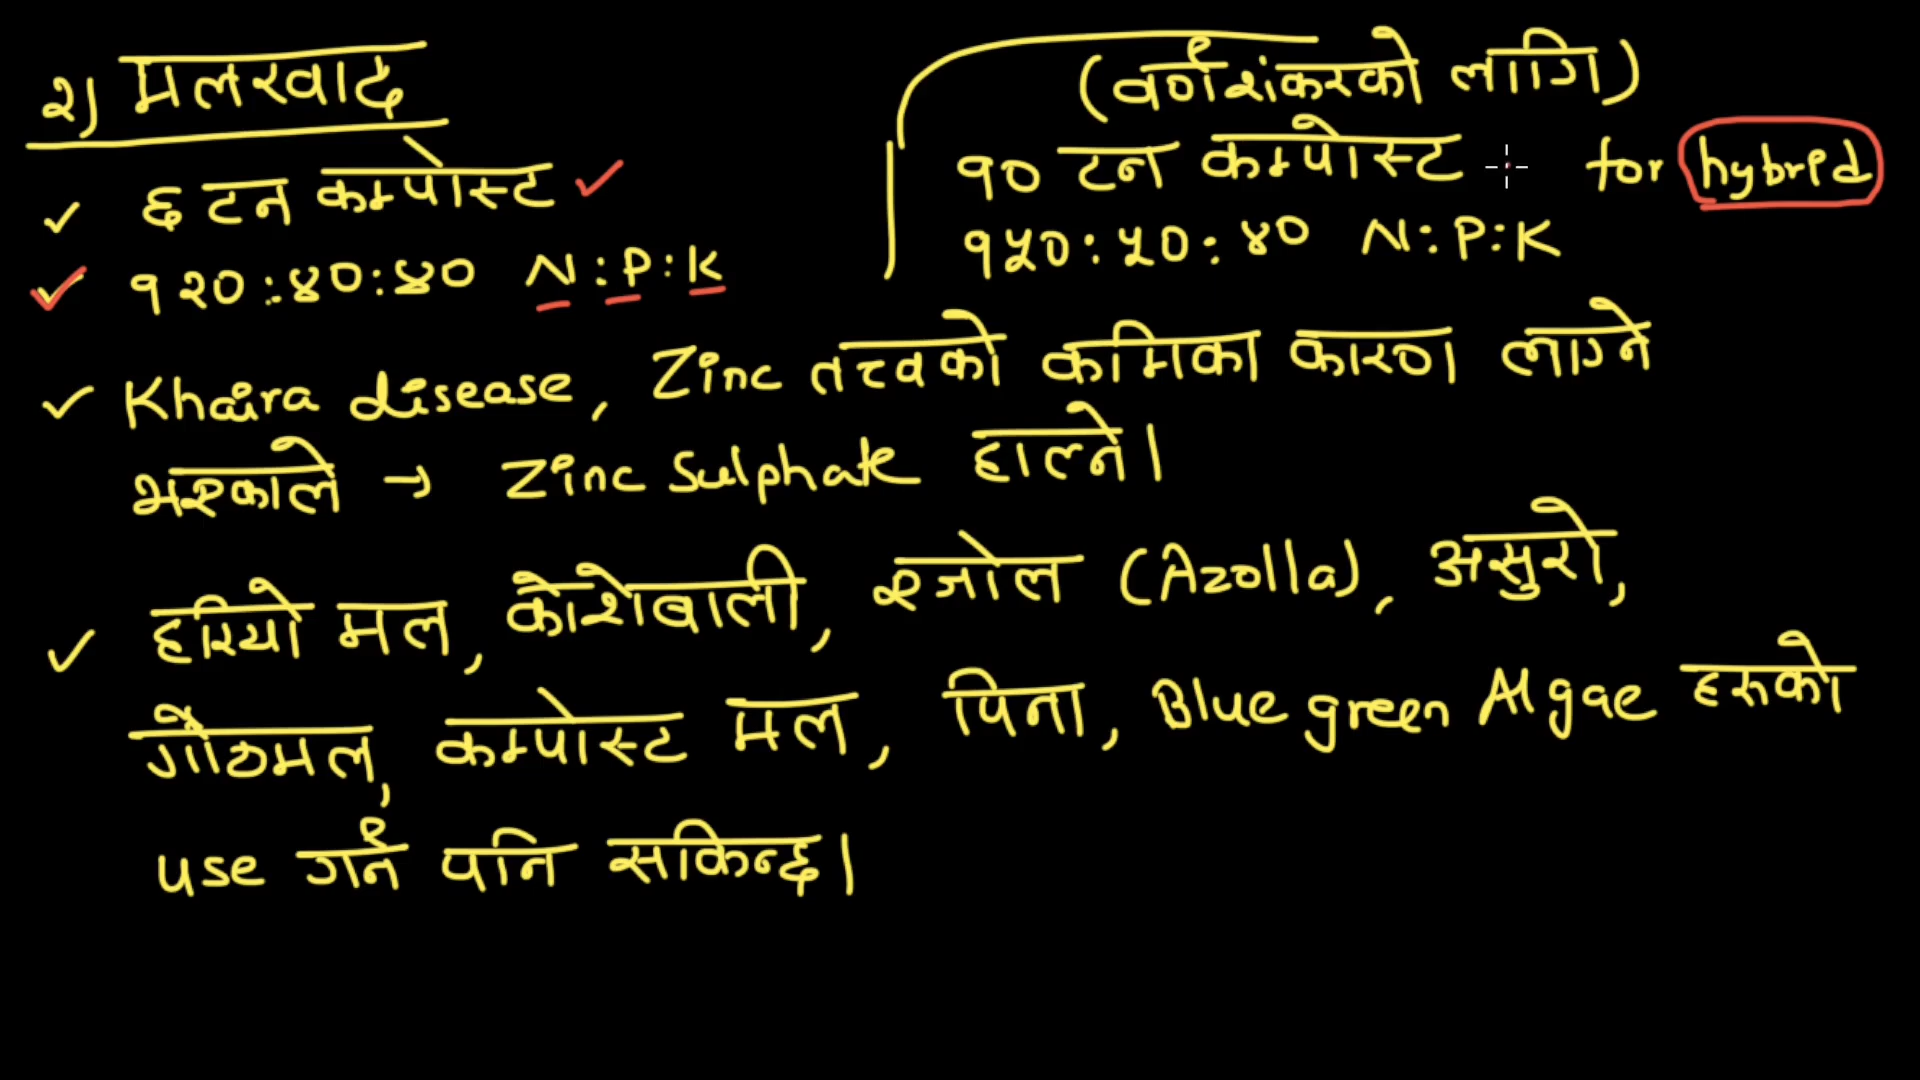 २) मलखाद
६ टन कम्पोस्ट
१२०:४०:४० N:P:K
(वर्णशंकरको लागि)
१० टन कम्पोस्ट for hybrid
१५०:५०:४० N:P:K
Khaira disease, Zinc तत्वको कमिका कारण लाग्ने
भएकाले → Zinc Sulphate हाल्ने।
हरियो मल, कोशेबाली, एजोला (Azolla), असुरो,
गोठमल, कम्पोस्ट मल, पिना, Blue green Algae हरुको
use गर्न पनि सकिन्छ।